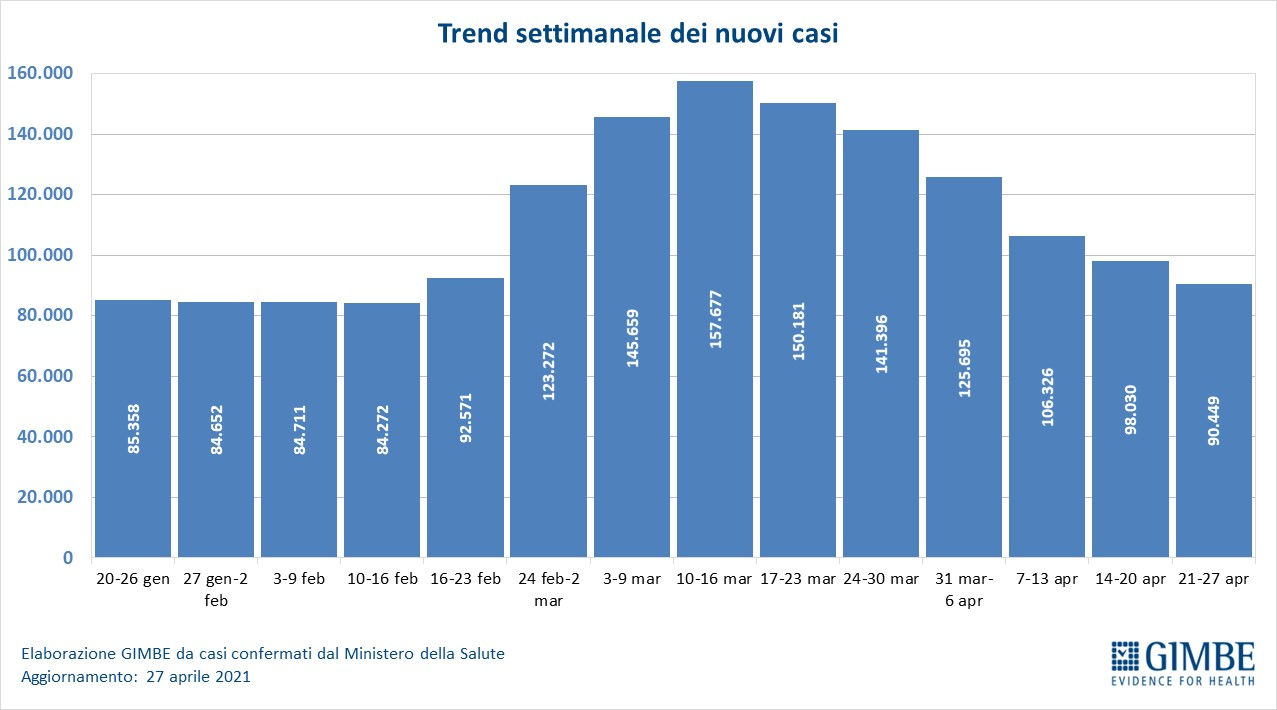 Trend settimanale dei nuovi casi
160.000
140.000
120.000
100.000
80.000
60.000
40.000
20.000
0
85.358
84.652
84.711
84.272
92.571
123.272
145.659
157.677
150.181
141.396
125.695
106.326
98.030
90.449
20-26 gen
27 gen-2
feb
3-9 feb
10-16 feb
16-23 feb
24 feb-2
mar
3-9 mar
10-16 mar
17-23 mar
24-30 mar
31 mar-
6 apr
7-13 apr
14-20 apr
21-27 apr
Elaborazione GIMBE da casi confermati dal Ministero della Salute
Aggiornamento: 27 aprile 2021
GIMBE
EVIDENCE FOR HEALTH